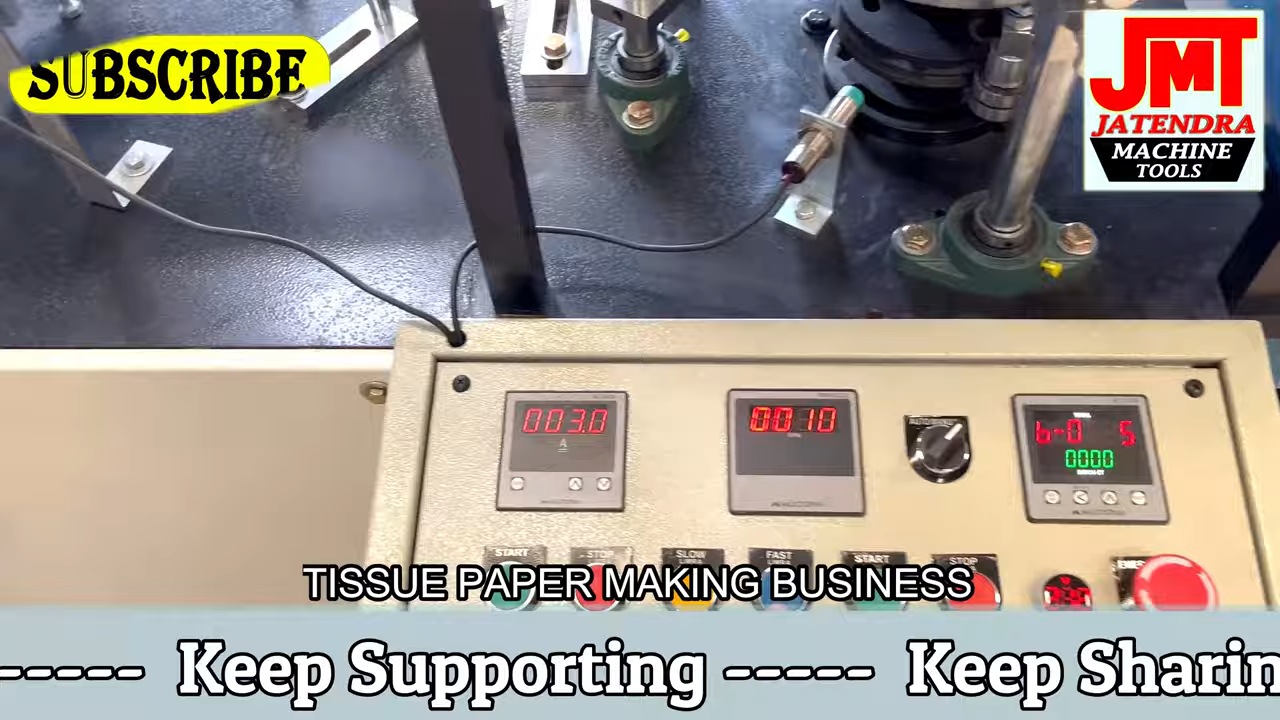 SUBSCRIBE
JMT
JATENDRA
MACHINE
TOOLS
003.0
A
0010
AUTO
b-0 5
0000
START
STOP
SLOW
FAST
START
STOP
TISSUE PAPER MAKING BUSINESS
----- Keep Supporting ----- Keep Sharin